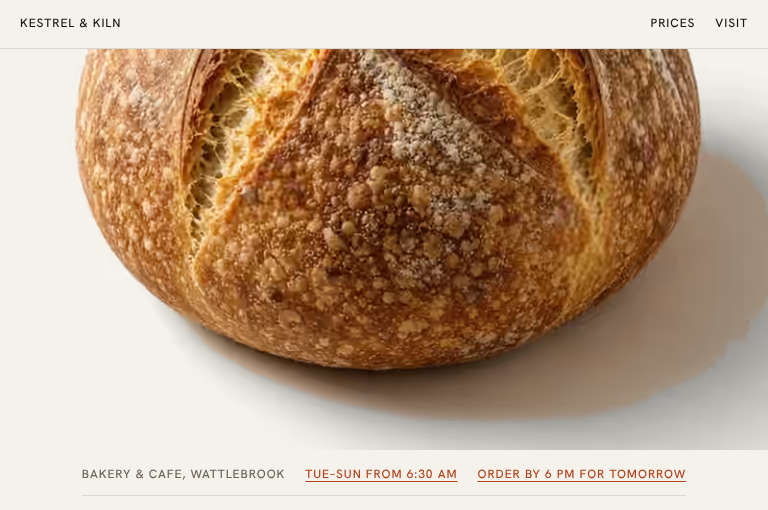 KESTREL & KILN PRICES VISIT
BAKERY & CAFE, WATTLEBROOK TUE–SUN FROM 6:30 AM ORDER BY 6 PM FOR TOMORROW